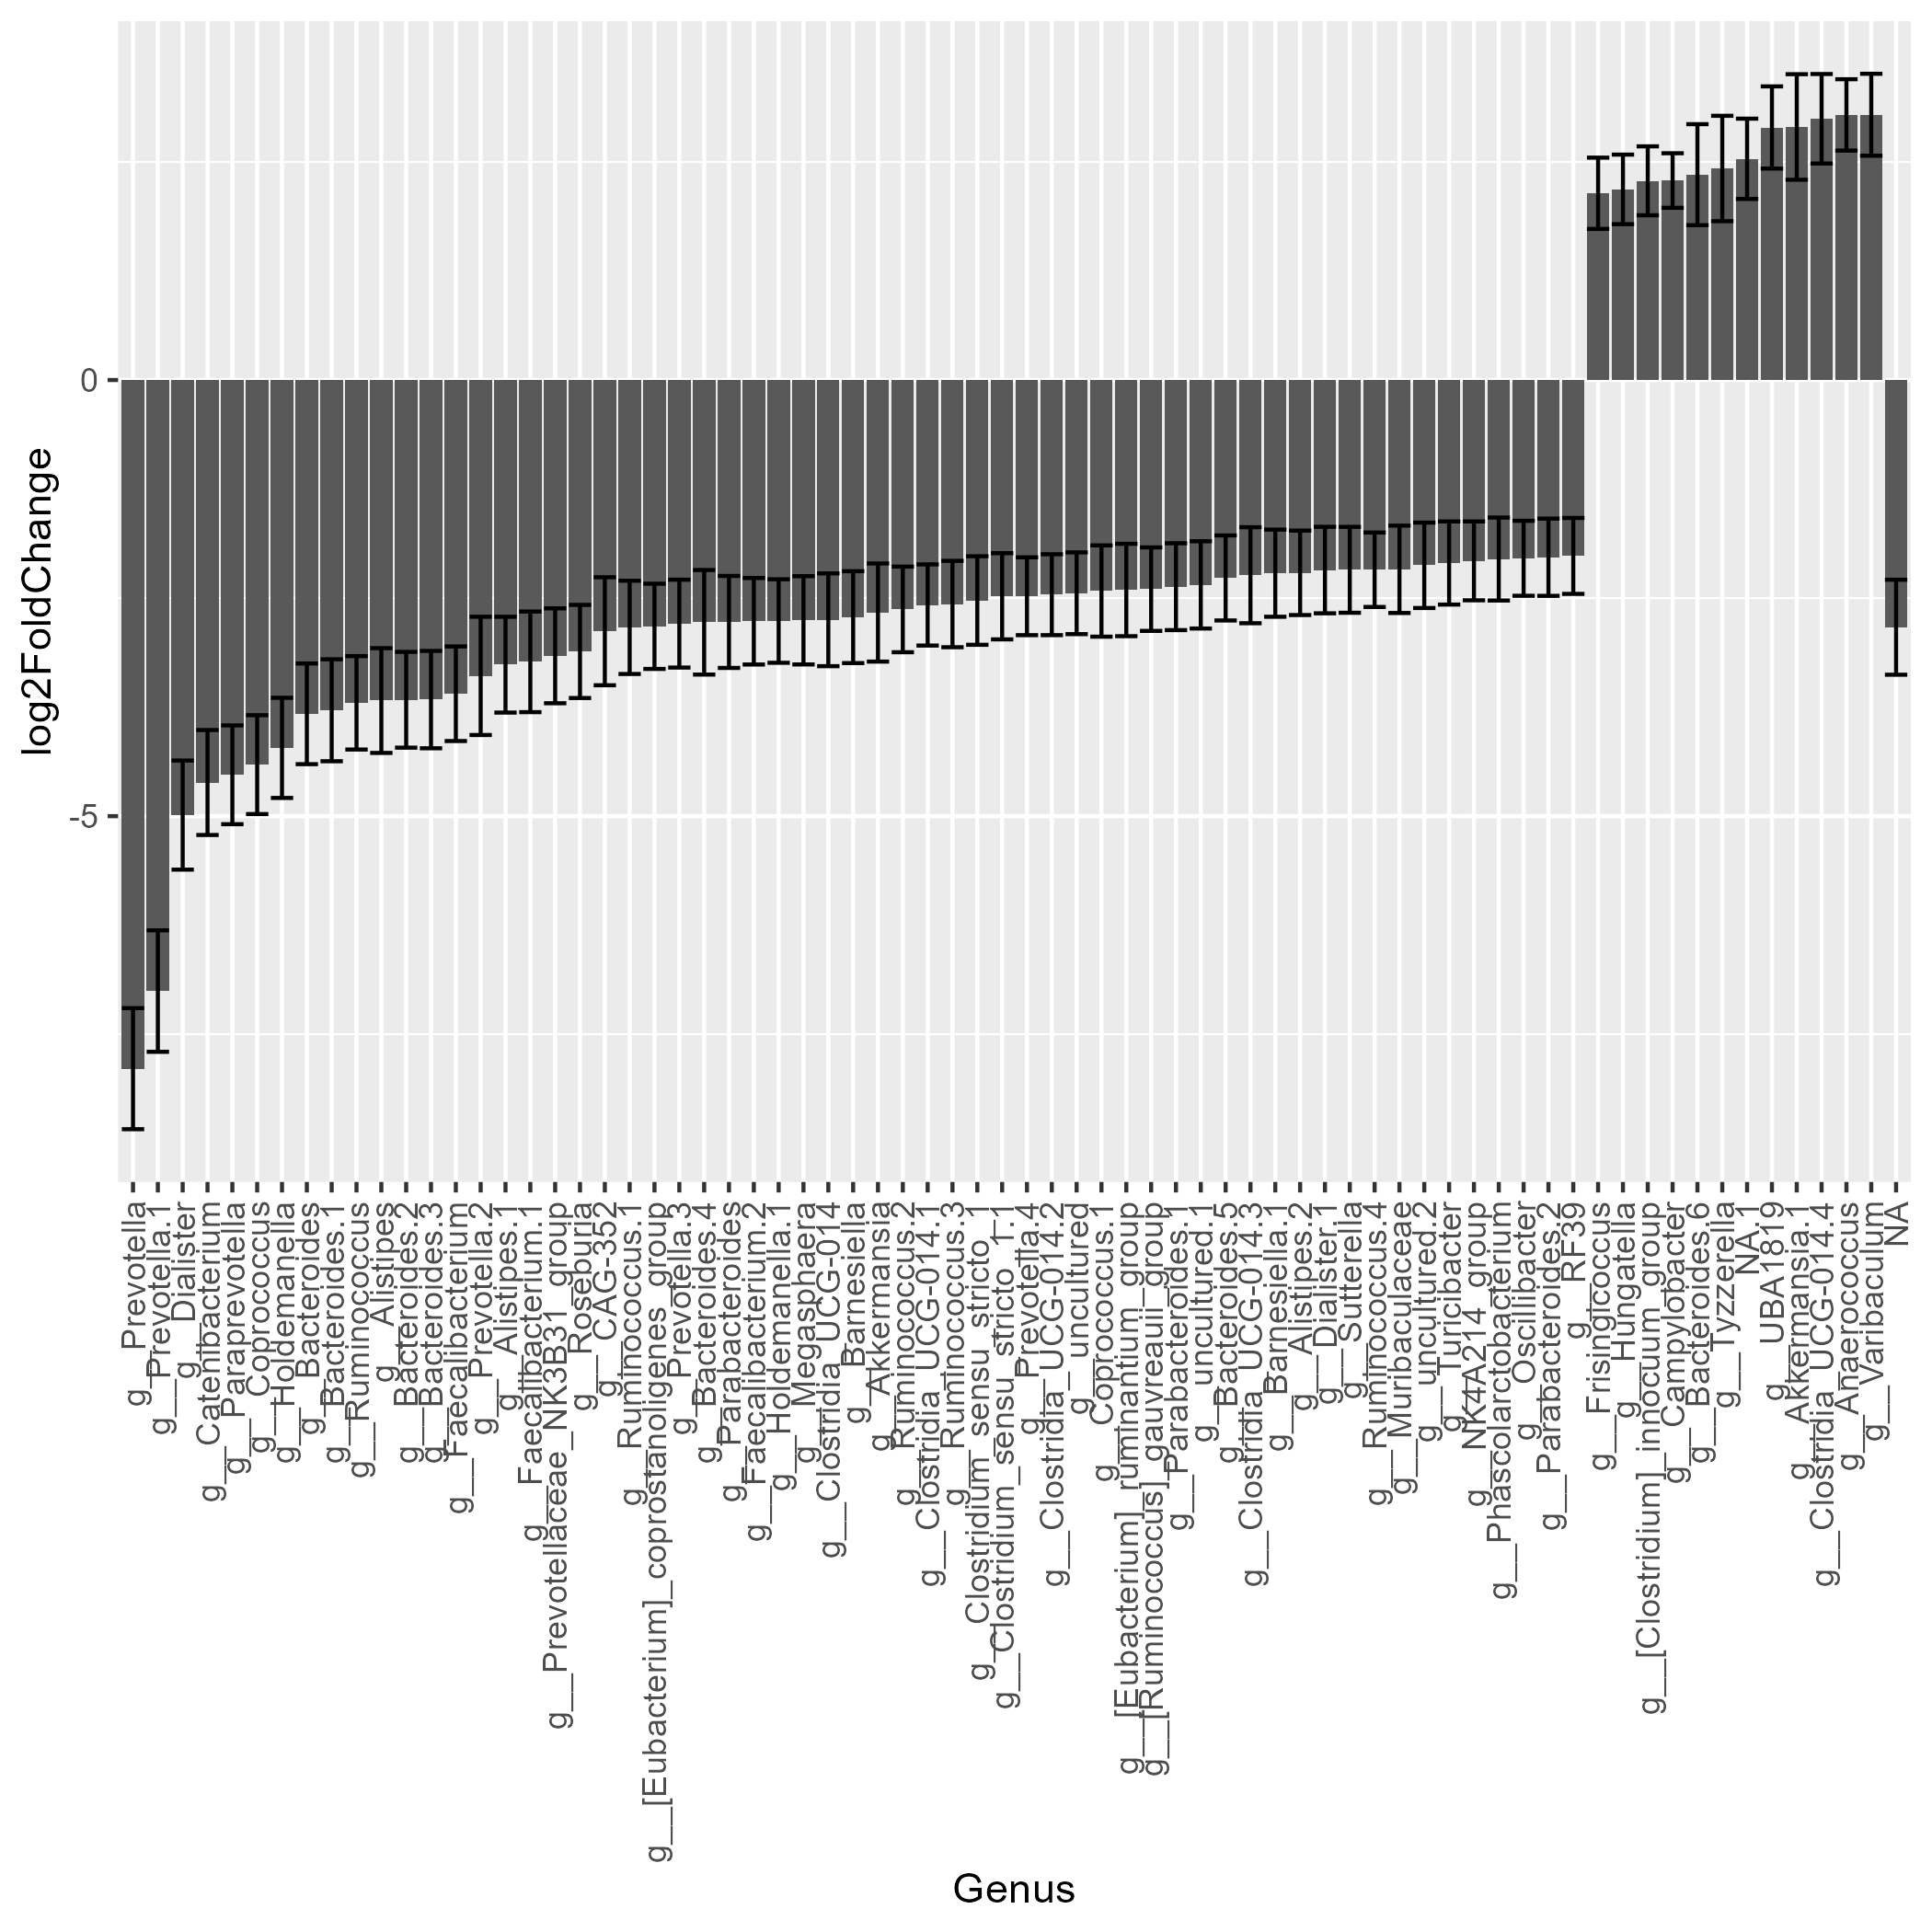 log2FoldChange
0
-5
g__Prevotella
g__Prevotella.1
g__Dialister
g__Catenibacterium
g__Paraprevotella
g__Coprococcus
g__Holdemanella
g__Bacteroides
g__Bacteroides.1
g__Ruminococcus
g__Alistipes
g__Bacteroides.2
g__Bacteroides.3
g__Faecalibacterium
g__Prevotella.2
g__Alistipes.1
g__Faecalibacterium.1
g__Prevotellaceae_NK3B31_group
g__Roseburia
g__CAG-352
g__Ruminococcus.1
g__[Eubacterium]_coprostanoligenes_group
g__Prevotella.3
g__Bacteroides.4
g__Parabacteroides
g__Faecalibacterium.2
g__Holdemanella.1
g__Megasphaera
g__Clostridia_UCG-014
g__Barnesiella
g__Akkermansia
g__Ruminococcus.2
g__Clostridia_UCG-014.1
g__Ruminococcus.3
g__Clostridium_sensu_stricto_1
g__Clostridium_sensu_stricto_1.1
g__Prevotella.4
g__Clostridia_UCG-014.2
g__uncultured
g__Coprococcus.1
g__[Eubacterium]_ruminantium_group
g__[Ruminococcus]_gauvreauii_group
g__Parabacteroides.1
g__uncultured.1
g__Bacteroides.5
g__Clostridia_UCG-014.3
g__Barnesiella.1
g__Alistipes.2
g__Dialister.1
g__Sutterella
g__Ruminococcus.4
g__Muribaculaceae
g__uncultured.2
g__Turicibacter
g__NK4A214_group
g__Phascolarctobacterium
g__Oscillibacter
g__Parabacteroides.2
g__RF39
g__Frisingicoccus
g__Hungatella
g__[Clostridium]_innocuum_group
g__Campylobacter
g__Bacteroides.6
g__Tyzzerella
NA.1
g__UBA1819
g__Akkermansia.1
g__Clostridia_UCG-014.4
g__Anaerococcus
g__Varibaculum
NA
Genus